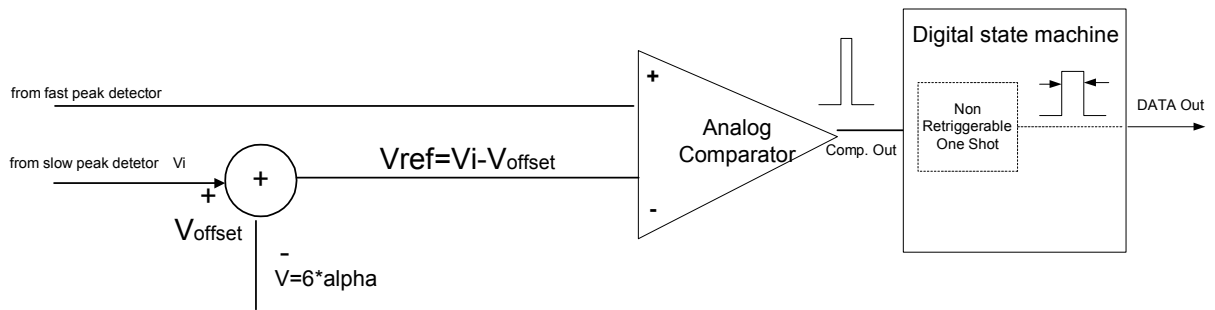 Digital state machine
from fast peak detector
+
Non
Retriggerable
One Shot
DATA Out
Analog
Comparator
Comp. Out
from slow peak detetor Vi
+
+
Vref=Vi-Voffset
Voffset
-
-
V=6*alpha